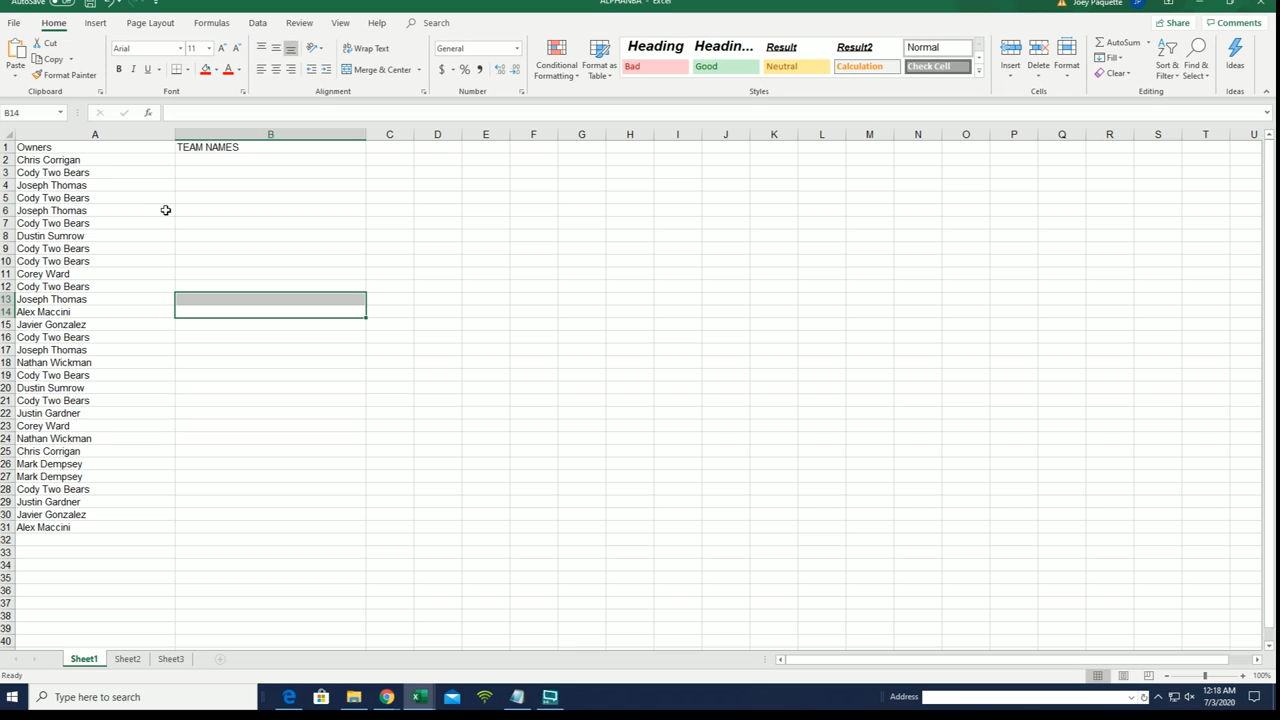 AutoSave Off ALPHANBA - Excel Joey Paquette JP
File Home Insert Page Layout Formulas Data Review View Help Search Share Comments
Paste Cut Copy Format Painter
Arial 11 A A B I U A
Wrap Text Merge & Center
General $ % ,
Conditional Formatting Format as Table
Heading Headin... Result Result2 Normal
Bad Good Neutral Calculation Check Cell
Insert Delete Format
AutoSum Fill Clear
Sort & Filter Find & Select Ideas
Clipboard Font Alignment Number Styles Cells Editing Ideas
B14 fx
A B C D E F G H I J K L M N O P Q R S T U
1 Owners TEAM NAMES
2 Chris Corrigan
3 Cody Two Bears
4 Joseph Thomas
5 Cody Two Bears
6 Joseph Thomas
7 Cody Two Bears
8 Dustin Sumrow
9 Cody Two Bears
10 Cody Two Bears
11 Corey Ward
12 Cody Two Bears
13 Joseph Thomas
14 Alex Maccini
15 Javier Gonzalez
16 Cody Two Bears
17 Joseph Thomas
18 Nathan Wickman
19 Cody Two Bears
20 Dustin Sumrow
21 Cody Two Bears
22 Justin Gardner
23 Corey Ward
24 Nathan Wickman
25 Chris Corrigan
26 Mark Dempsey
27 Mark Dempsey
28 Cody Two Bears
29 Justin Gardner
30 Javier Gonzalez
31 Alex Maccini
32
33
34
35
36
37
38
39
40
Sheet1 Sheet2 Sheet3
Ready 100%
Type here to search Address 12:18 AM
7/3/2020